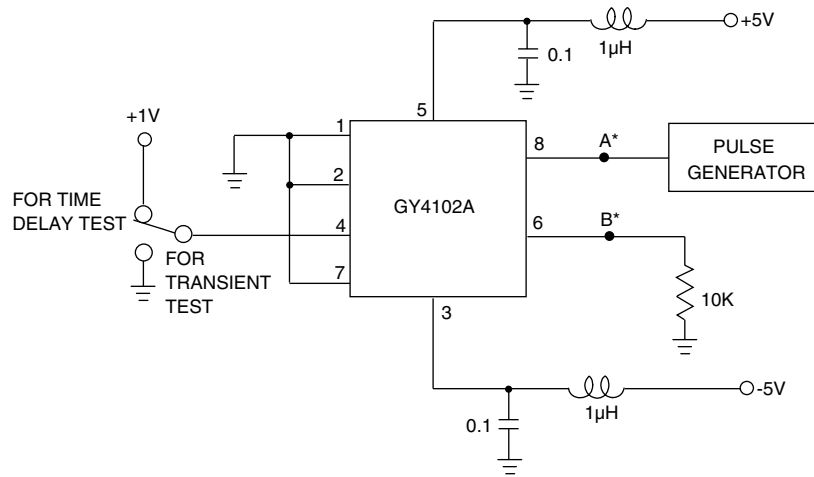 +5V
1µH
0.1
+1V
5
1
8
A*
PULSE
GENERATOR
2
FOR TIME
DELAY TEST
GY4102A
B*
4
6
FOR
TRANSIENT
TEST
7
10K
3
-5V
1µH
0.1